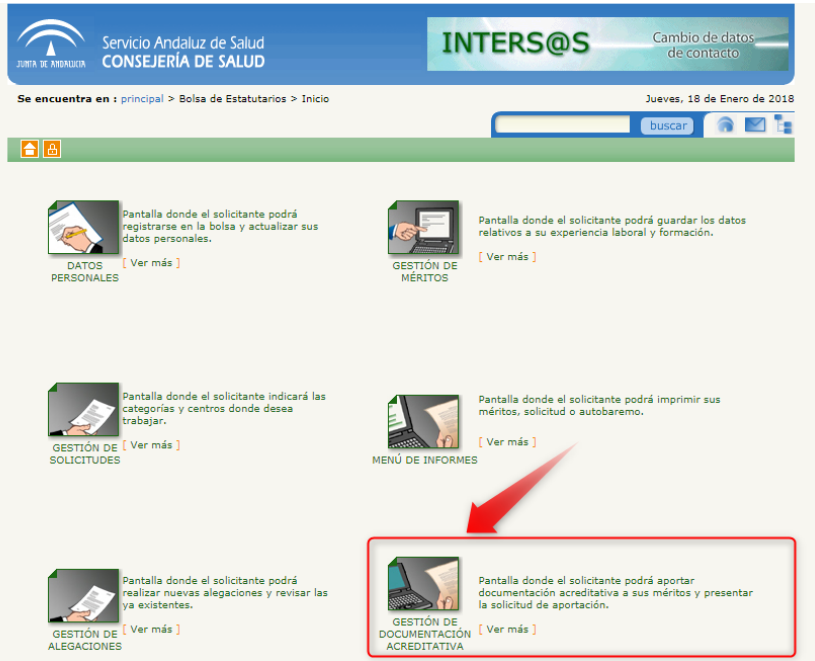 Servicio Andaluz de Salud
CONSEJERÍA DE SALUD
JUNTA DE ANDALUCIA
INTERS@S
Cambio de datos
de contacto
Se encuentra en : principal > Bolsa de Estatutarios > Inicio
Jueves, 18 de Enero de 2018
buscar
Pantalla donde el solicitante podrá
registrarse en la bolsa y actualizar sus
datos personales.
[ Ver más ]
DATOS
PERSONALES
Pantalla donde el solicitante podrá guardar los datos
relativos a su experiencia laboral y formación.
[ Ver más ]
GESTIÓN DE
MÉRITOS
Pantalla donde el solicitante indicará las
categorías y centros donde desea
trabajar.
[ Ver más ]
GESTIÓN DE
SOLICITUDES
Pantalla donde el solicitante podrá imprimir sus
méritos, solicitud o autobaremo.
[ Ver más ]
MENÚ DE INFORMES
Pantalla donde el solicitante podrá
realizar nuevas alegaciones y revisar las
ya existentes.
[ Ver más ]
GESTIÓN DE
ALEGACIONES
Pantalla donde el solicitante podrá aportar
documentación acreditativa a sus méritos y presentar
la solicitud de aportación.
[ Ver más ]
GESTIÓN DE
DOCUMENTACIÓN
ACREDITATIVA